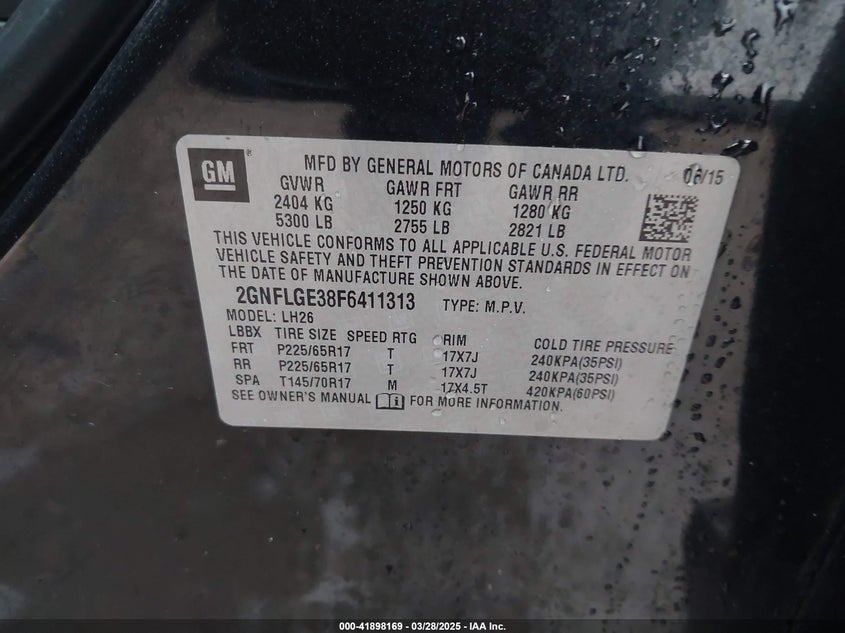 GM ® MFD BY GENERAL MOTORS OF CANADA LTD. 06/15
GVWR GAWR FRT GAWR RR
2404 KG 1250 KG 1280 KG
5300 LB 2755 LB 2821 LB
THIS VEHICLE CONFORMS TO ALL APPLICABLE U.S. FEDERAL MOTOR
VEHICLE SAFETY AND THEFT PREVENTION STANDARDS IN EFFECT ON
THE DATE OF MANUFACTURE SHOWN ABOVE.
2GNFLGE38F6411313 TYPE: M.P.V.
MODEL: LH26
LBBX TIRE SIZE SPEED RTG RIM COLD TIRE PRESSURE
FRT P225/65R17 T 17X7J 240KPA(35PSI)
RR P225/65R17 T 17X7J 240KPA(35PSI)
SPA T145/70R17 M 17X4.5T 420KPA(60PSI)
SEE OWNER'S MANUAL FOR MORE INFORMATION.
000-41898169 — 03/28/2025 — IAA Inc.